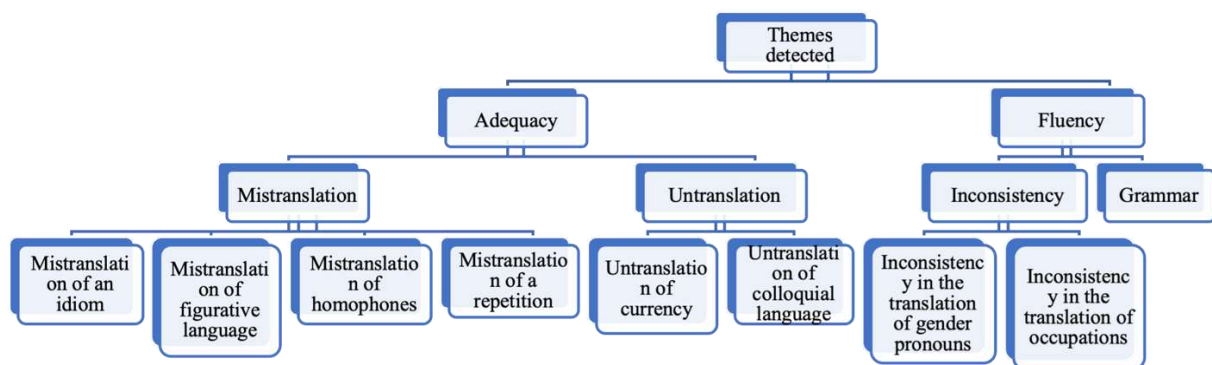 Themes
detected
Adequacy
Fluency
Mistranslation
Untranslation
Inconsistency
Grammar
Mistranslati
on of an
idiom
Mistranslati
on of
figurative
language
Mistranslatio
n of
homophones
Mistranslatio
n of a
repetition
Untranslatio
n of
currency
Untranslati
on of
colloquial
language
Inconsistenc
y in the
translation
of gender
pronouns
Inconsistenc
y in the
translation of
occupations